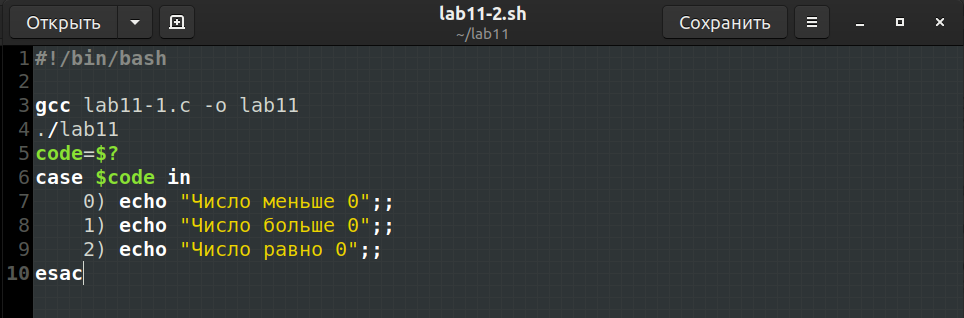 Открыть
lab11-2.sh
~/lab11
Сохранить
1 #!/bin/bash
2
3 gcc lab11-1.c -o lab11
4 ./lab11
5 code=$?
6 case $code in
7     0) echo "Число меньше 0";;
8     1) echo "Число больше 0";;
9     2) echo "Число равно 0";;
10 esac